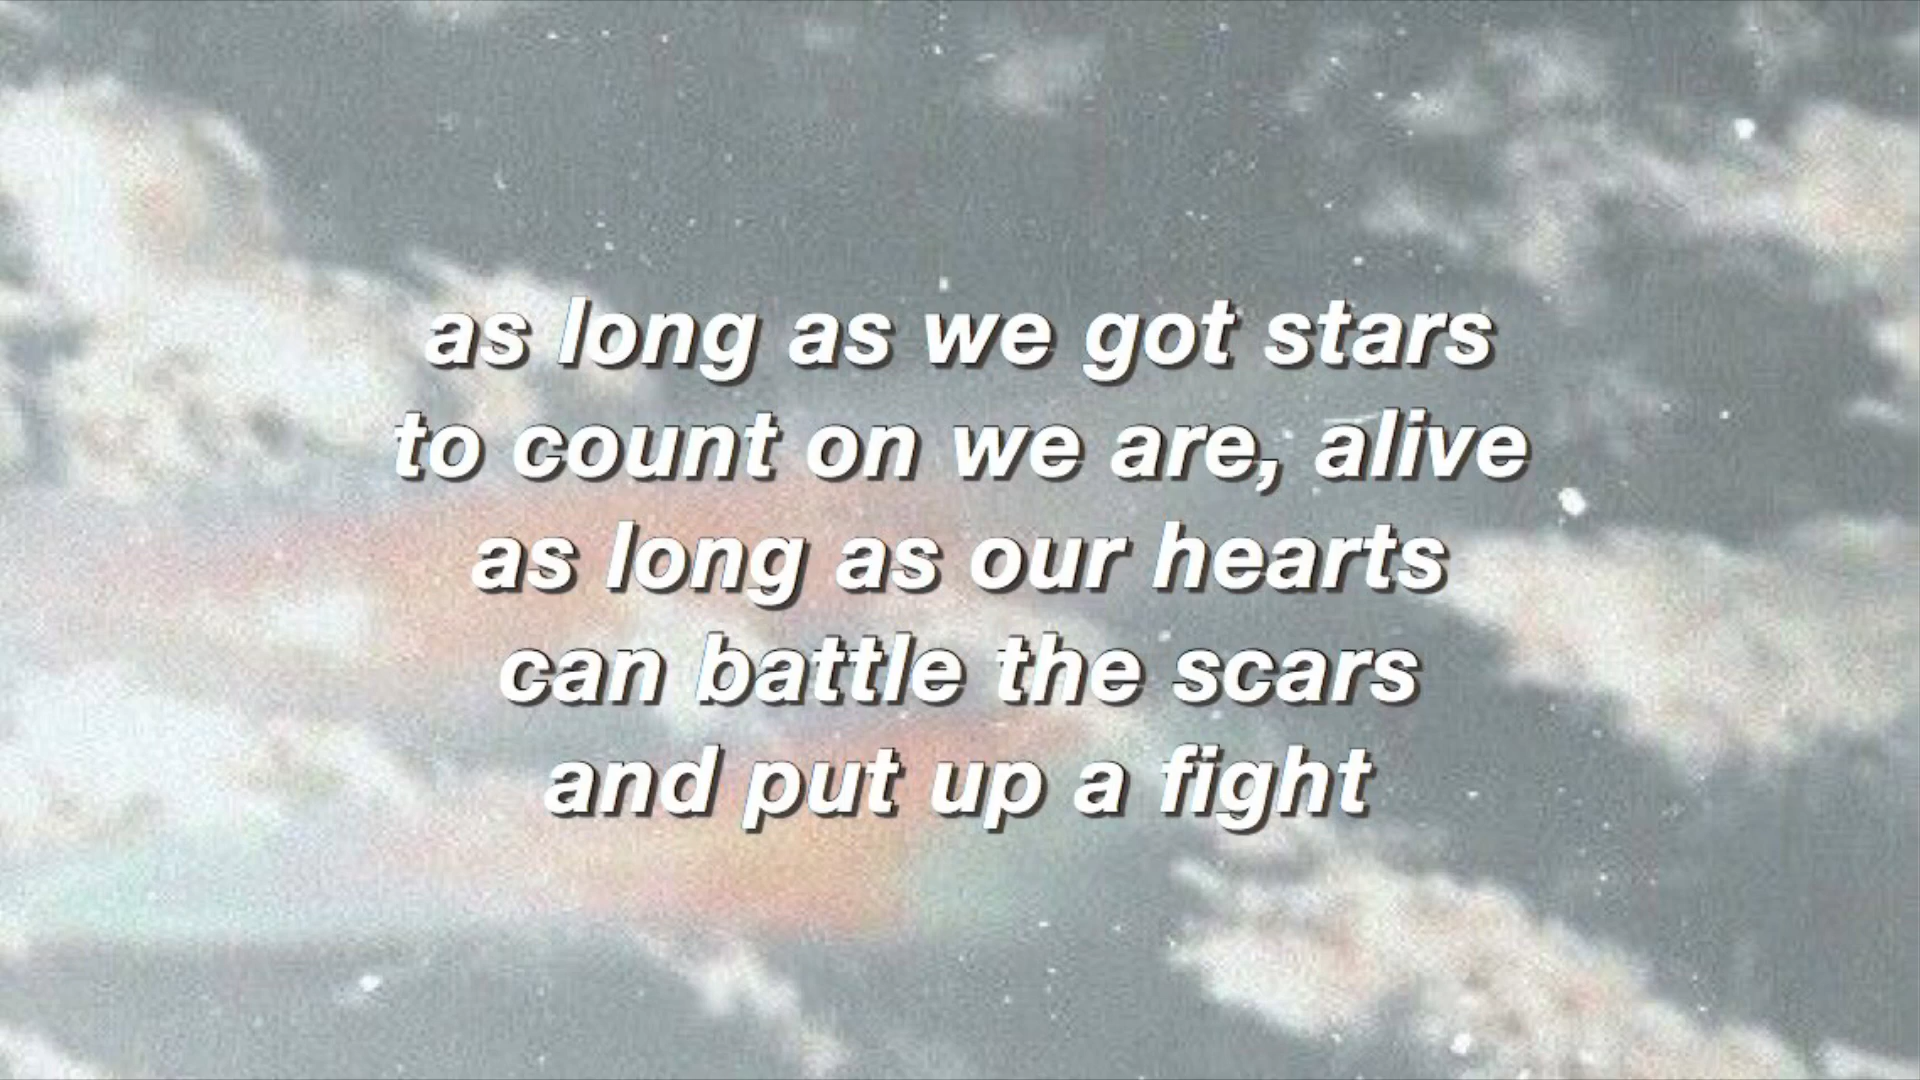 as long as we got stars
to count on we are, alive
as long as our hearts
can battle the scars
and put up a fight